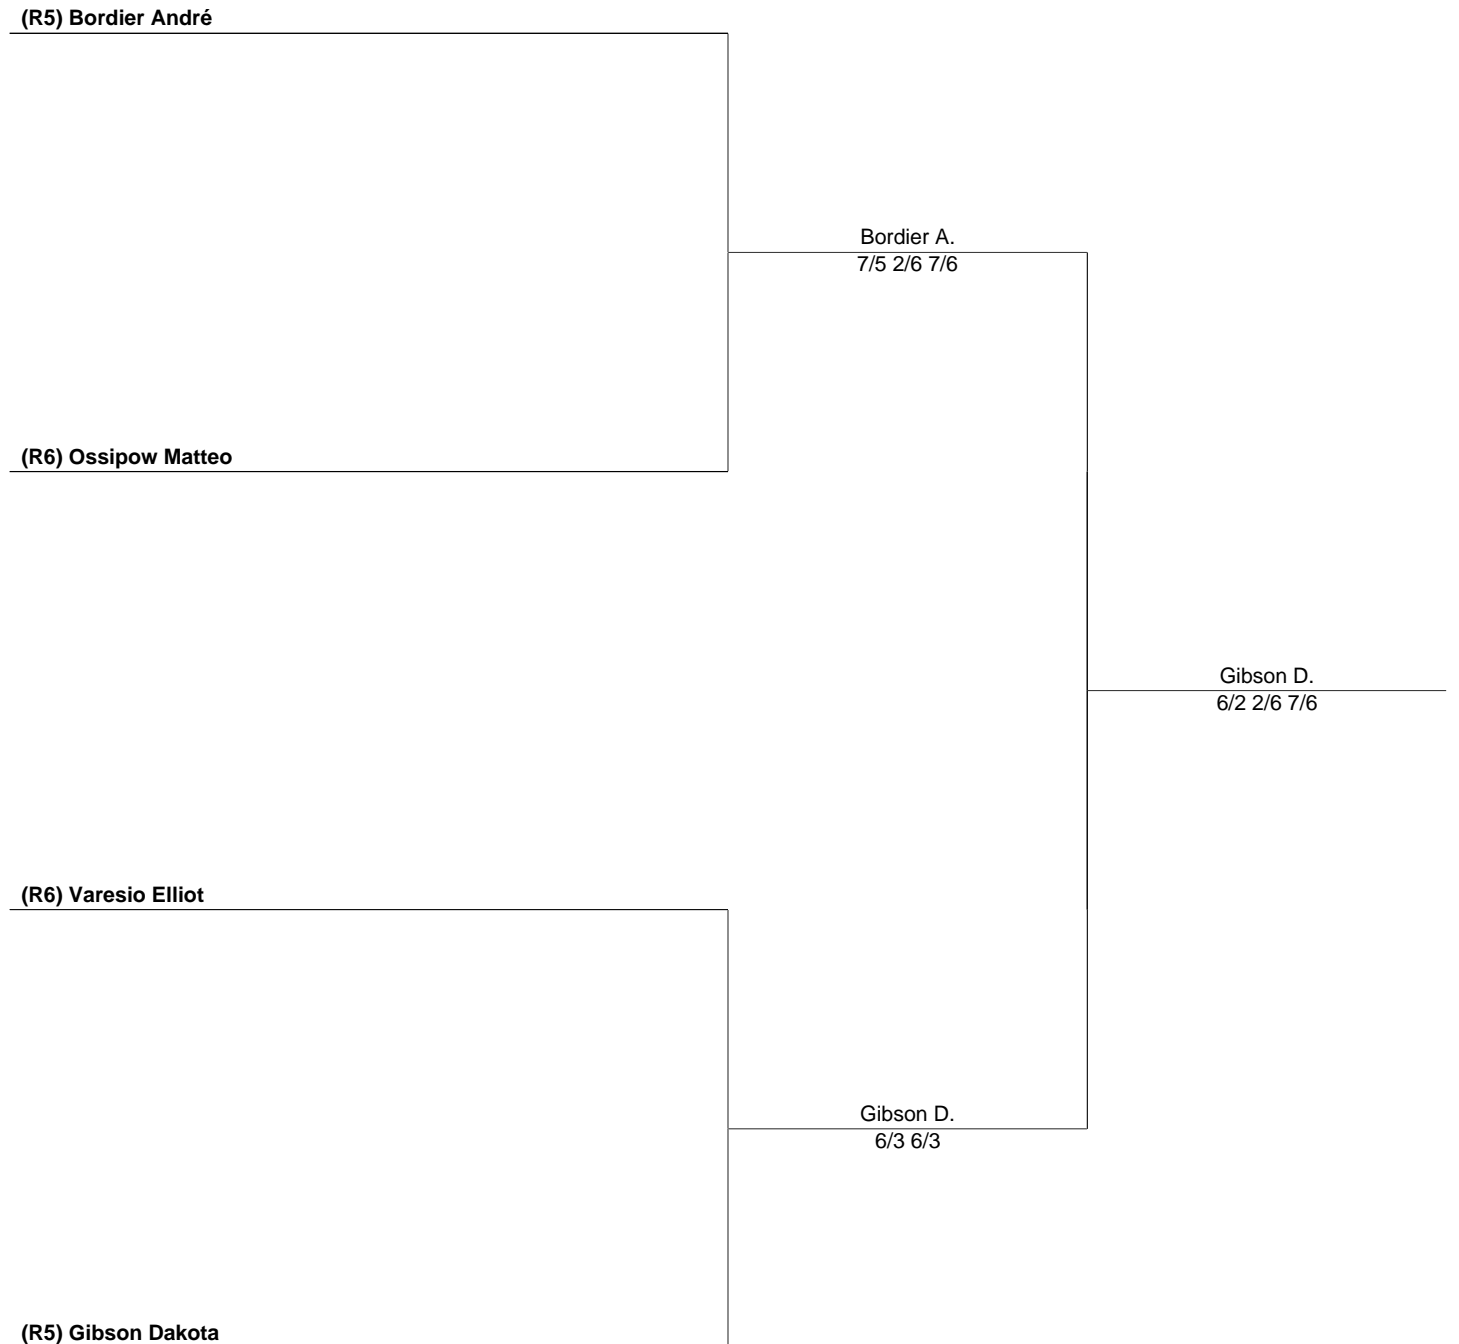 (R5) Bordier André
Bordier A.
7/5 2/6 7/6
(R6) Ossipow Matteo
Gibson D.
6/2 2/6 7/6
(R6) Varesio Elliot
Gibson D.
6/3 6/3
(R5) Gibson Dakota